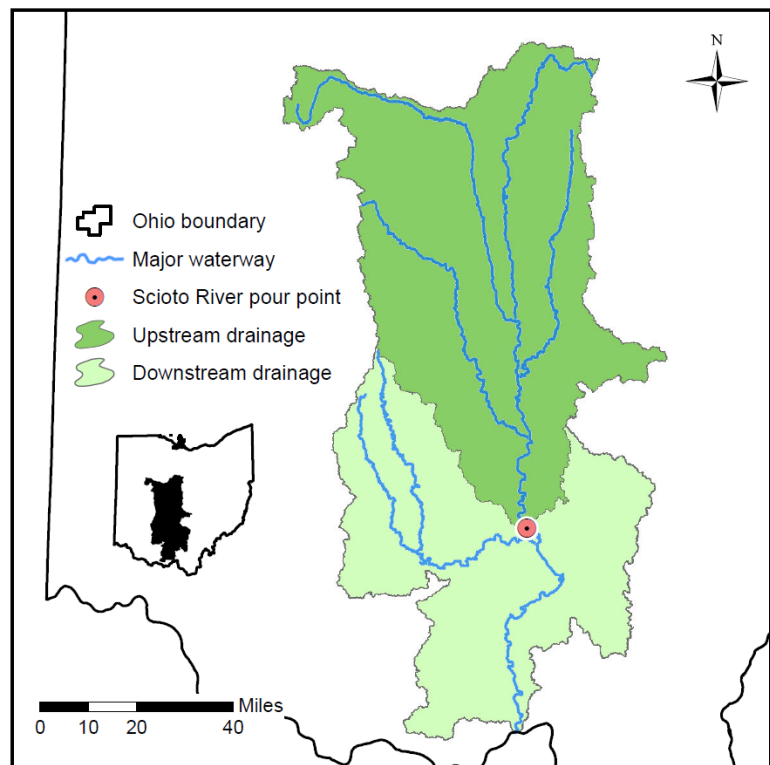 N
Ohio boundary
Major waterway
Scioto River pour point
Upstream drainage
Downstream drainage
Miles
0 10 20 40